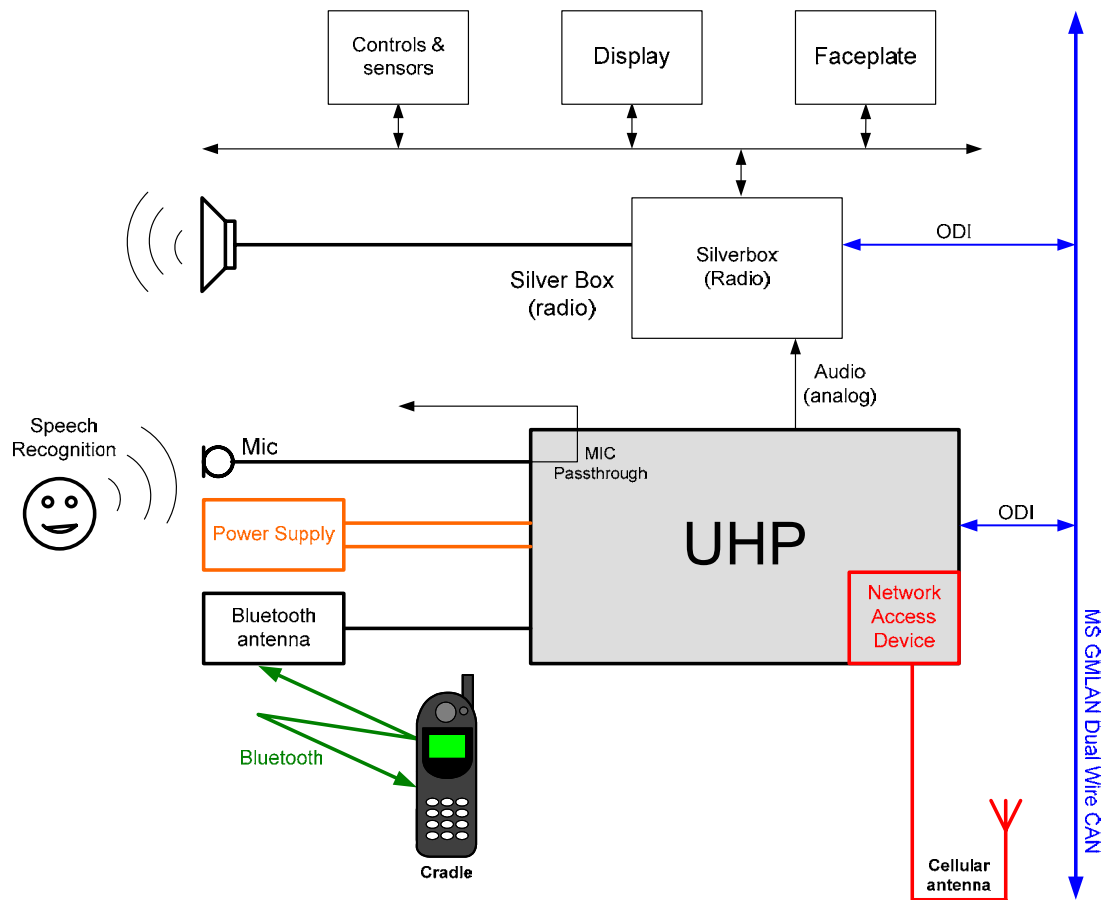 Controls &
sensors
Display
Faceplate
Silverbox
(Radio)
ODI
Silver Box
(radio)
Audio
(analog)
Speech
Recognition
Mic
MIC
Passthrough
Power Supply
UHP
ODI
Network
Access
Device
Bluetooth
antenna
Bluetooth
MS GMLAN Dual Wire CAN
Cradle
Cellular
antenna